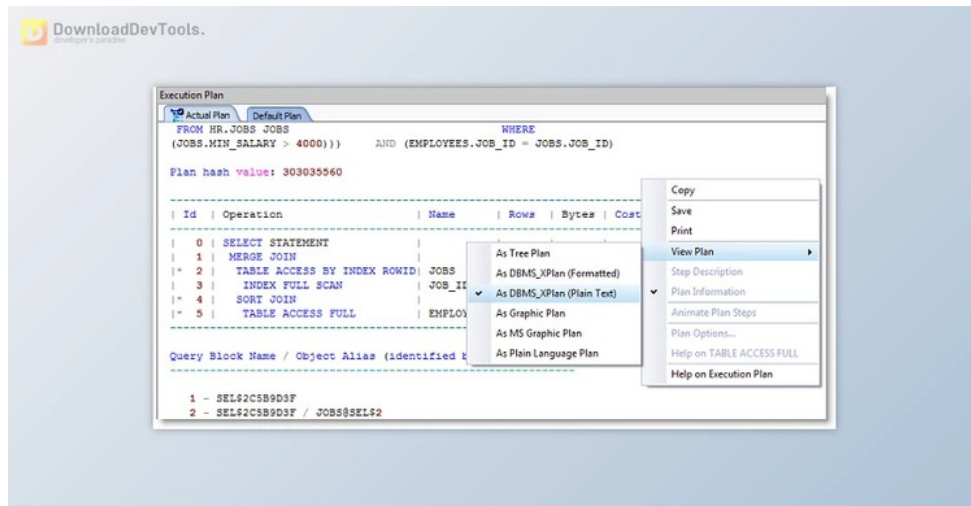 DownloadDevTools.
developer's paradise
Execution Plan
Actual Plan Default Plan
FROM HR.JOBS JOBS WHERE
(JOBS.MIN_SALARY > 4000))) AND (EMPLOYEES.JOB_ID = JOBS.JOB_ID)
Plan hash value: 303035560
| Id | Operation | Name | Rows | Bytes | Cost
| 0 | SELECT STATEMENT |
| 1 | MERGE JOIN |
|* 2 | TABLE ACCESS BY INDEX ROWID| JOBS
| 3 | INDEX FULL SCAN | JOB_I
|* 4 | SORT JOIN |
|* 5 | TABLE ACCESS FULL | EMPLOY
Query Block Name / Object Alias (identified
1 - SEL$2C5B9D3F
2 - SEL$2C5B9D3F / JOBS@SEL$2
As Tree Plan
As DBMS_XPlan (Formatted)
As DBMS_XPlan (Plain Text)
As Graphic Plan
As MS Graphic Plan
As Plain Language Plan
Copy
Save
Print
View Plan
Step Description
Plan Information
Animate Plan Steps
Plan Options...
Help on TABLE ACCESS FULL
Help on Execution Plan